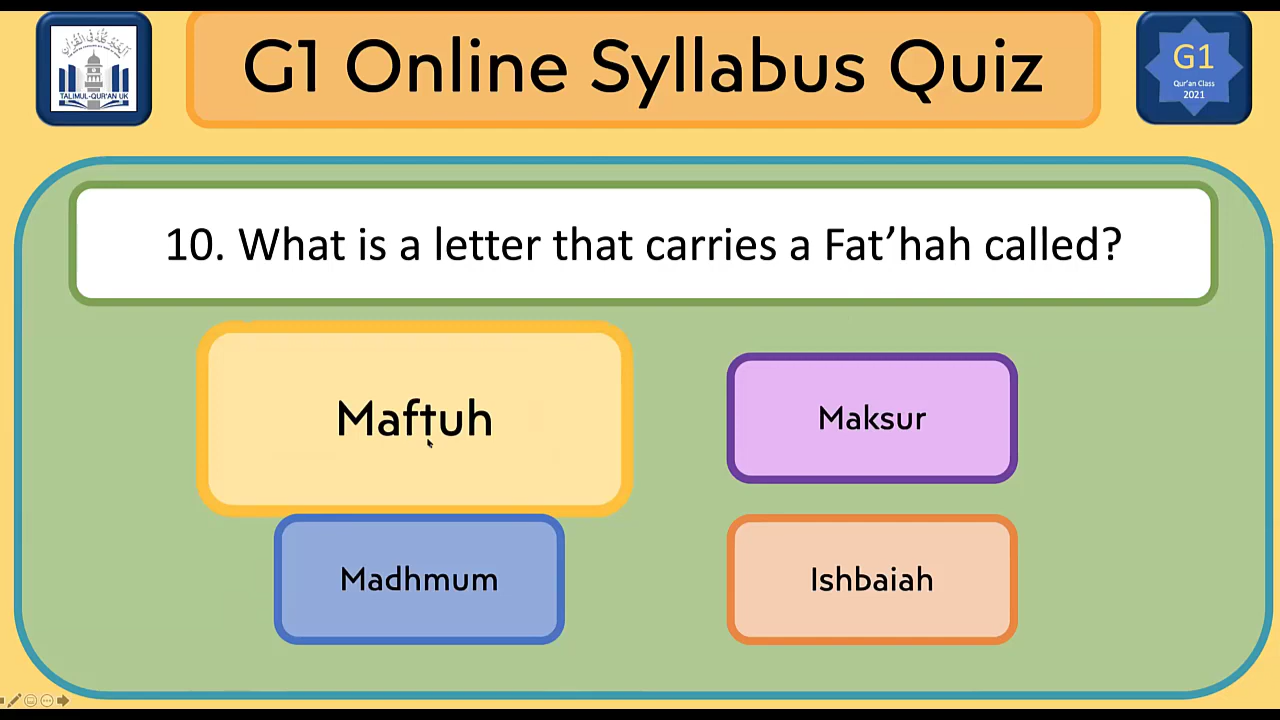 G1 Online Syllabus Quiz
TALIMUL-QUR'AN UK
G1
Qur'an Class
2021
10. What is a letter that carries a Fat’hah called?
Maftuh
Maksur
Madhmum
Ishbaiah